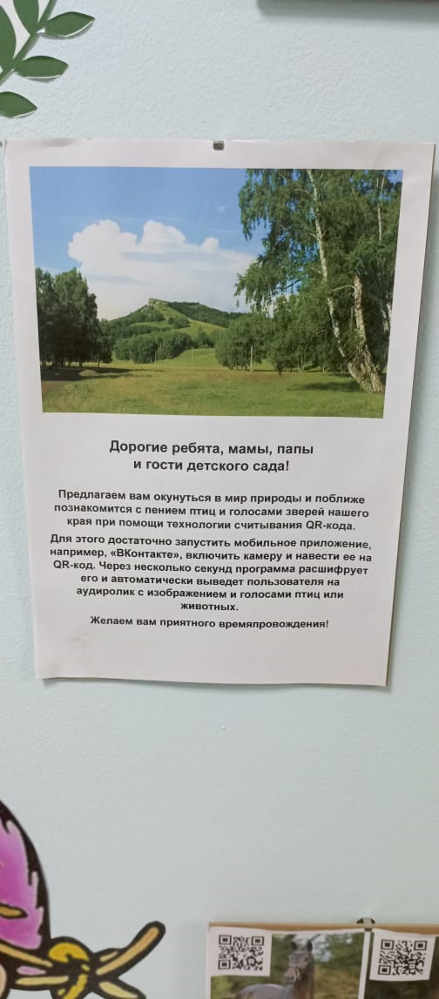 Дорогие ребята, мамы, папы
и гости детского сада!
Предлагаем вам окунуться в мир природы и поближе
познакомится с пением птиц и голосами зверей нашего
края при помощи технологии считывания QR-кода.
Для этого достаточно запустить мобильное приложение,
например, «ВКонтакте», включить камеру и навести ее на
QR-код. Через несколько секунд программа расшифрует
его и автоматически выведет пользователя на
аудиролик с изображением и голосами птиц или
животных.
Желаем вам приятного времяпровождения!